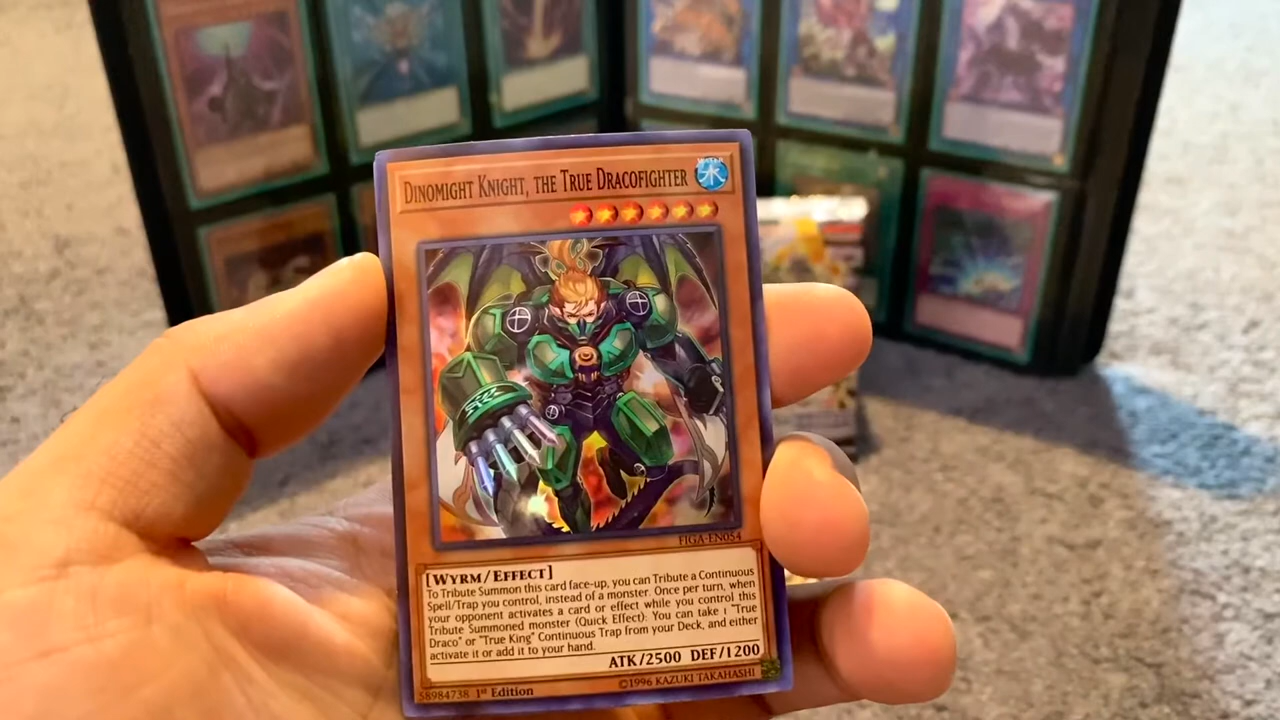 DINOMIGHT KNIGHT, THE TRUE DRACOFIGHTER
WATER
水
FIGA-EN054
[WYRM/EFFECT]
To Tribute Summon this card face-up, you can Tribute a Continuous
Spell/Trap you control, instead of a monster. Once per turn, when
your opponent activates a card or effect while you control this
Tribute Summoned monster (Quick Effect): You can take 1 "True
Draco" or "True King" Continuous Trap from your Deck, and either
activate it or add it to your hand.
ATK/2500 DEF/1200
58984738 1st Edition
©1996 KAZUKI TAKAHASHI